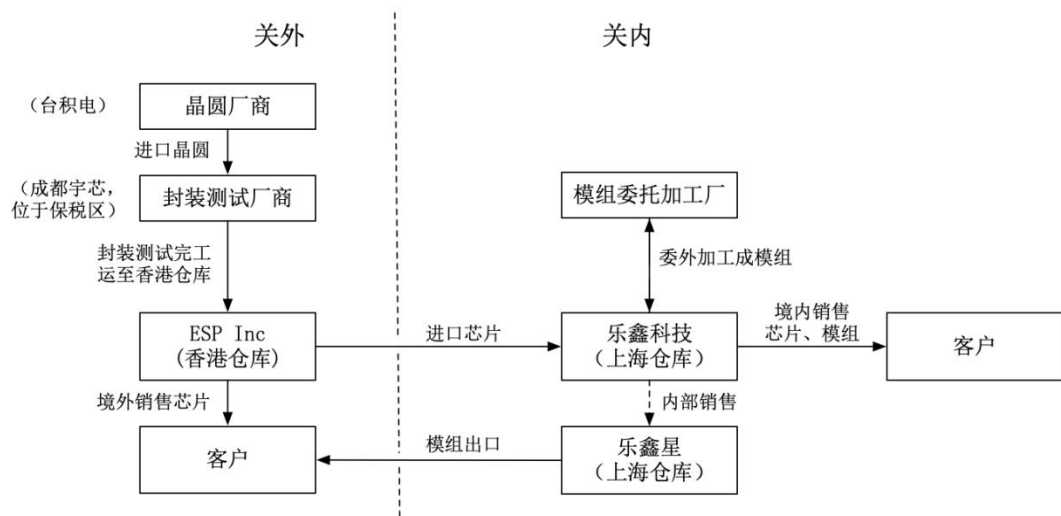 关外
关内
（台积电）
晶圆厂商
进口晶圆
（成都宇芯，
位于保税区）
封装测试厂商
模组委托加工厂
封装测试完工
运至香港仓库
委外加工成模组
ESP Inc
(香港仓库)
进口芯片
乐鑫科技
（上海仓库）
境内销售
芯片、模组
客户
境外销售芯片
内部销售
客户
模组出口
乐鑫星
（上海仓库）